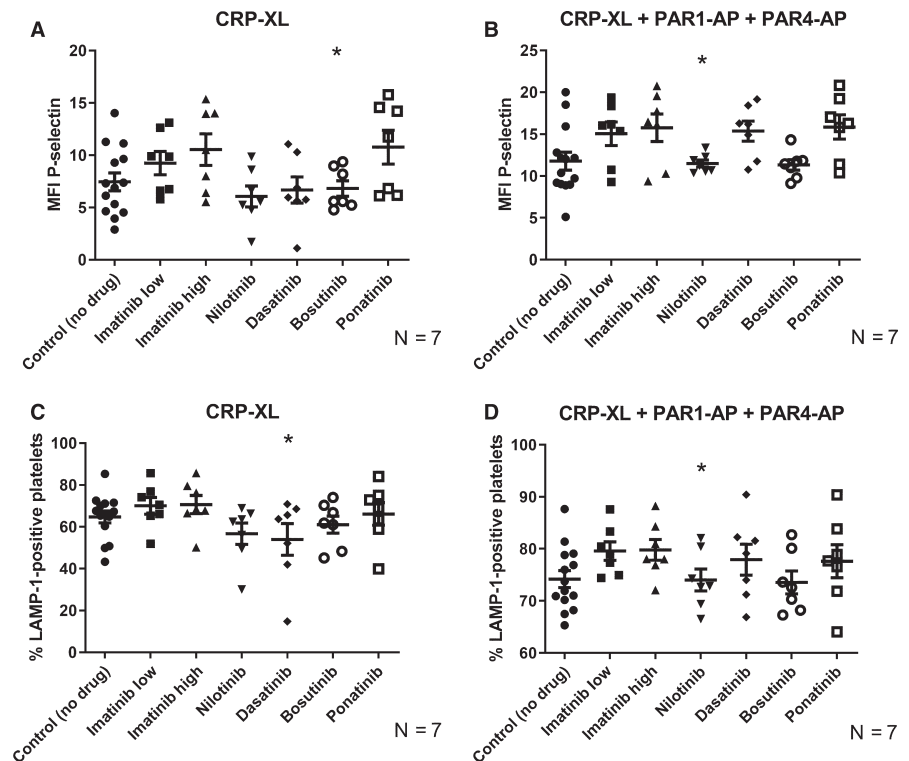 A
CRP-XL
MFI P-selectin
20
15
10
5
0
*
Control (no drug)
Imatinib low
Imatinib high
Nilotinib
Dasatinib
Bosutinib
Ponatinib
N = 7
B
CRP-XL + PAR1-AP + PAR4-AP
MFI P-selectin
25
20
15
10
5
0
*
Control (no drug)
Imatinib low
Imatinib high
Nilotinib
Dasatinib
Bosutinib
Ponatinib
N = 7
C
CRP-XL
% LAMP-1-positive platelets
100
80
60
40
20
0
*
Control (no drug)
Imatinib low
Imatinib high
Nilotinib
Dasatinib
Bosutinib
Ponatinib
N = 7
D
CRP-XL + PAR1-AP + PAR4-AP
% LAMP-1-positive platelets
100
90
80
70
60
*
Control (no drug)
Imatinib low
Imatinib high
Nilotinib
Dasatinib
Bosutinib
Ponatinib
N = 7